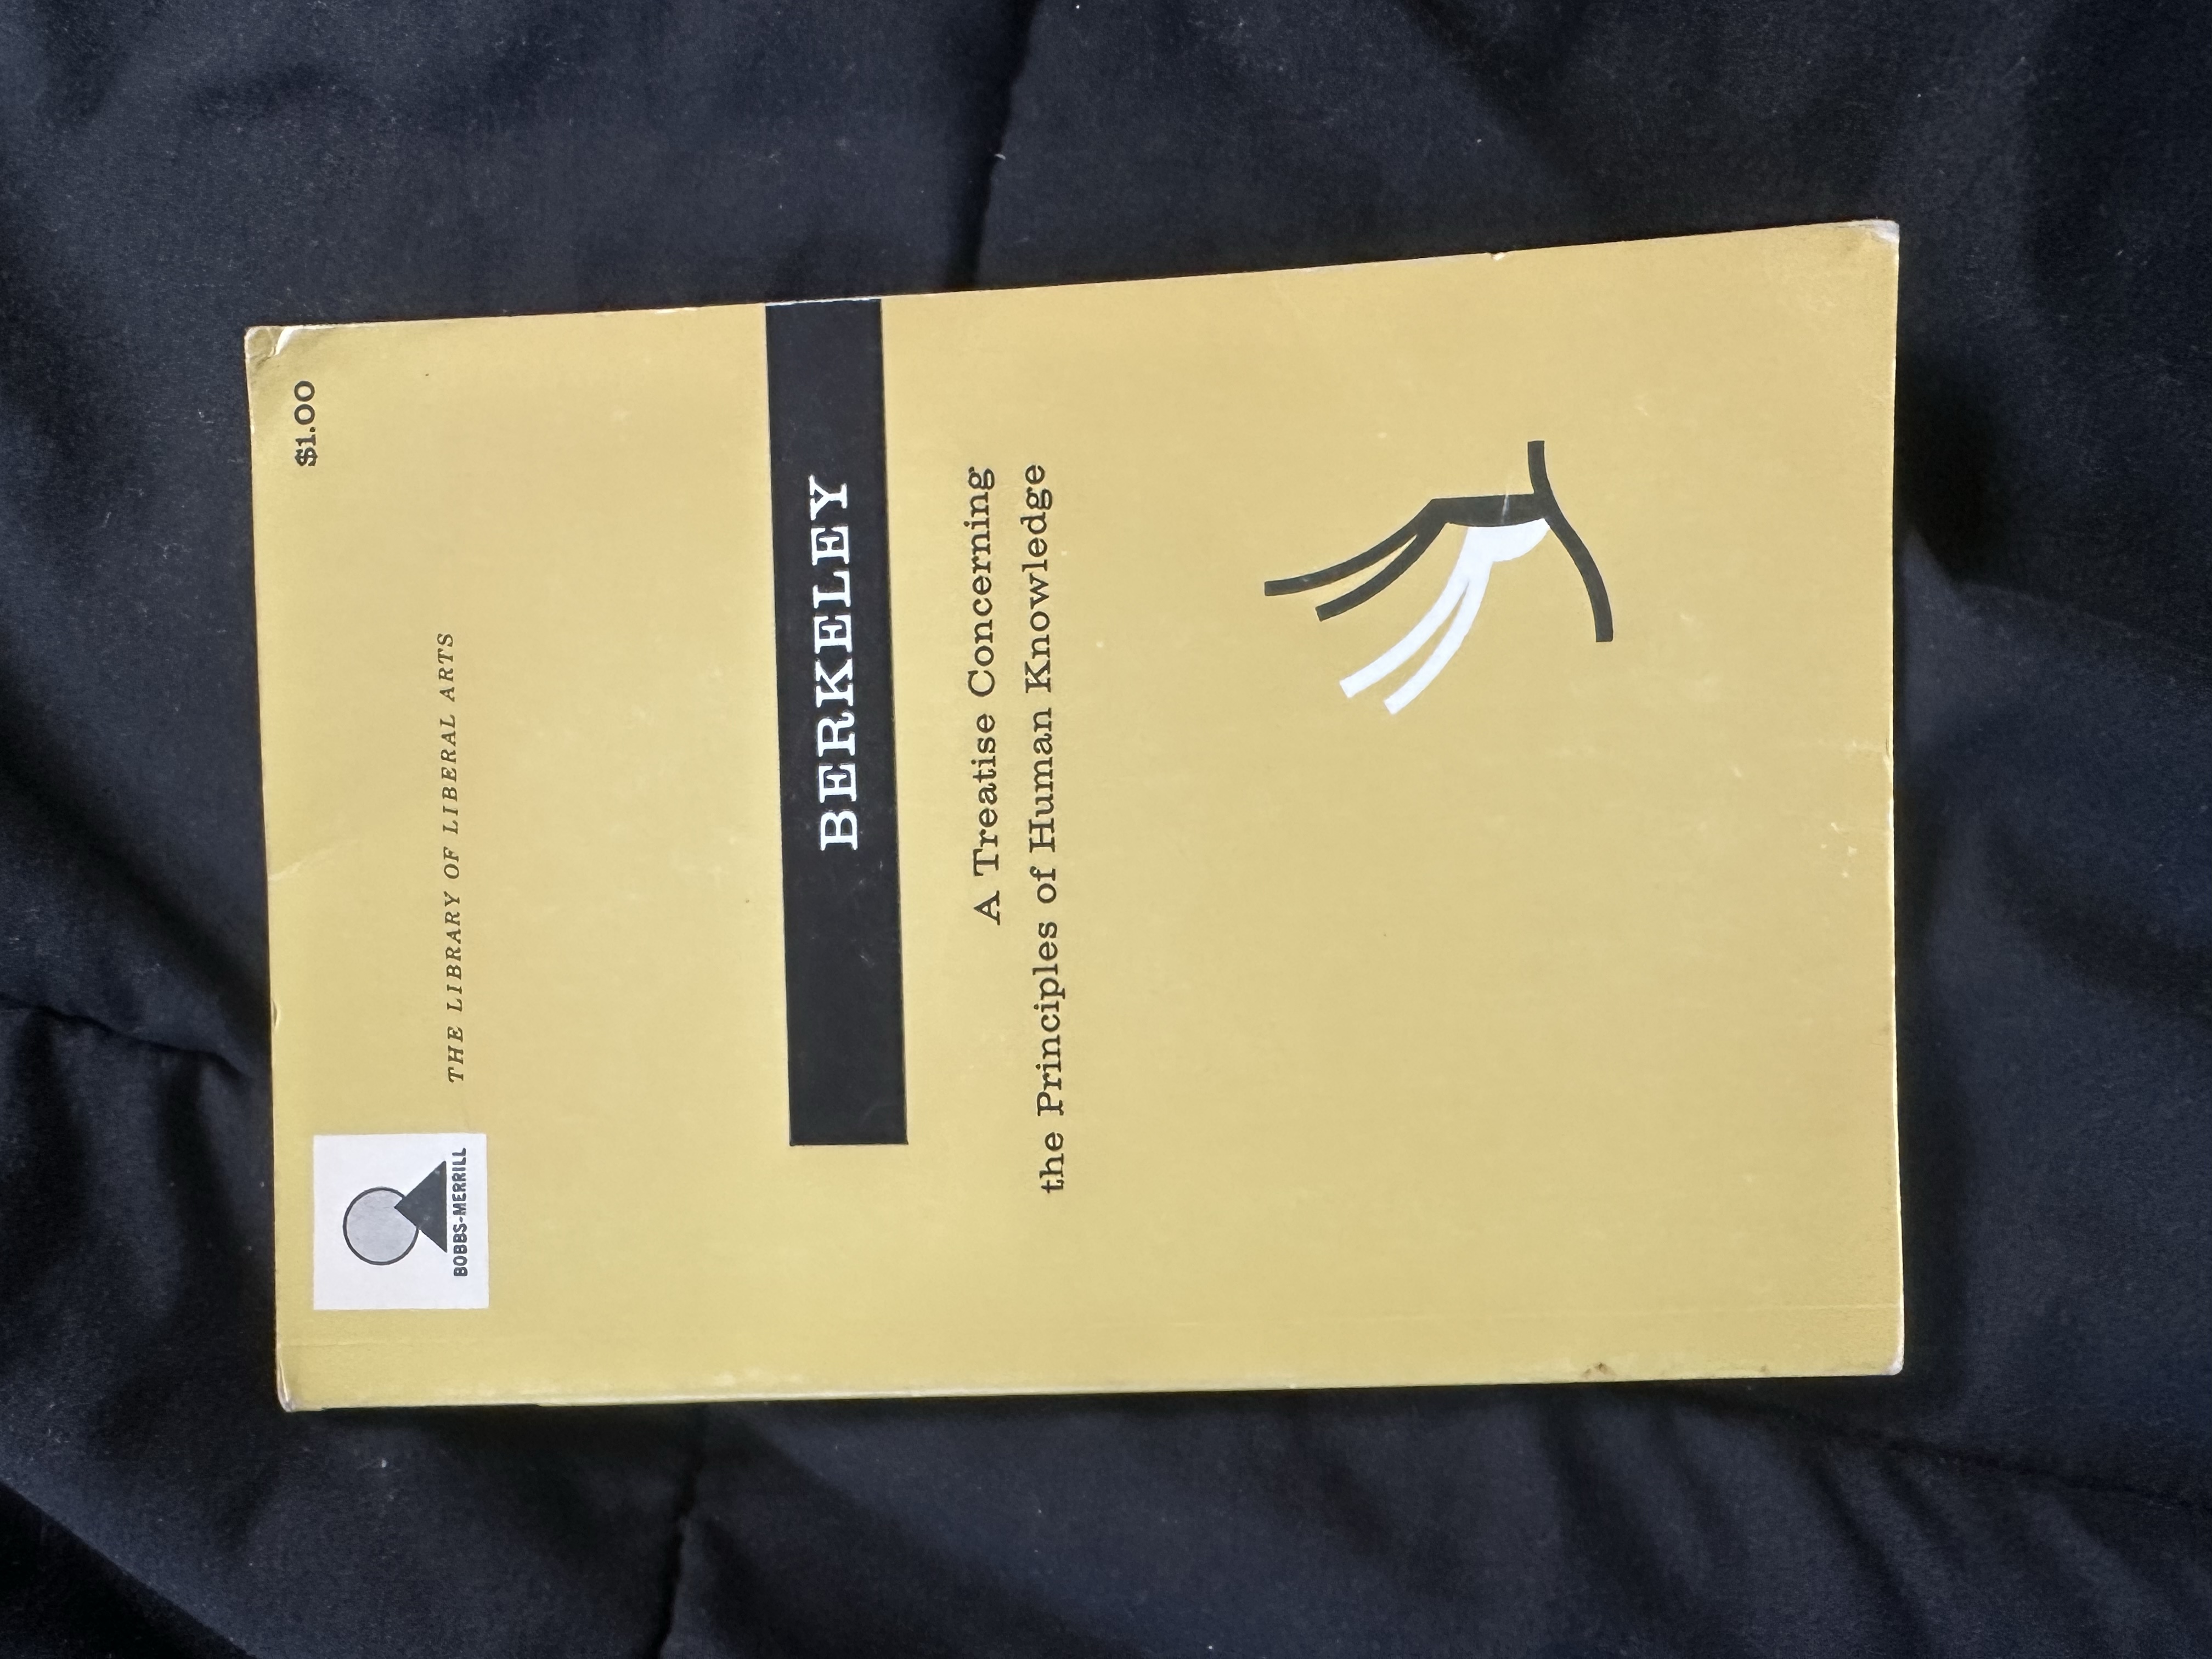 $1.00
BOBBS-MERRILL
THE LIBRARY OF LIBERAL ARTS
BERKELEY
A Treatise Concerning
the Principles of Human Knowledge